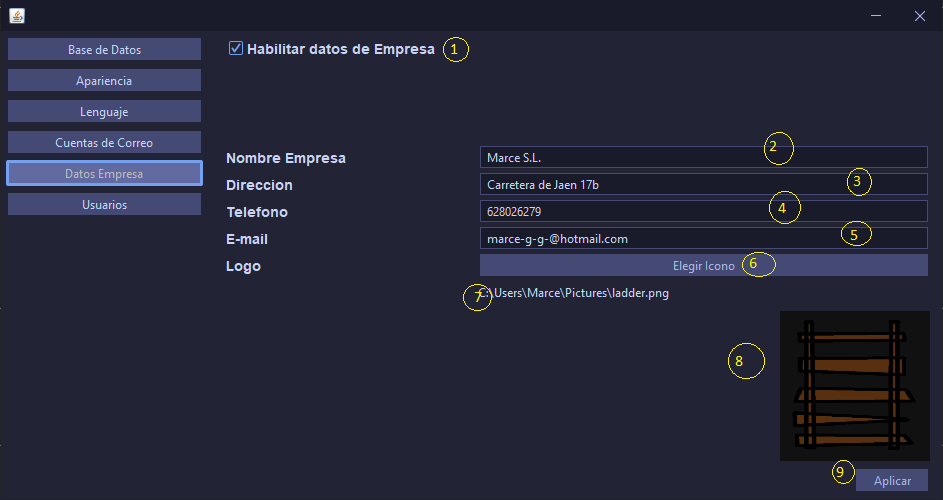 Base de Datos
Apariencia
Lenguaje
Cuentas de Correo
Datos Empresa
Usuarios
Habilitar datos de Empresa 1
2
Nombre Empresa Marce S.L.
Direccion Carretera de Jaen 17b 3
Telefono 628026279 4
E-mail marce-g-g-@hotmail.com 5
Logo Elegir Icono 6
7 C:\Users\Marce\Pictures\ladder.png
8
9
Aplicar